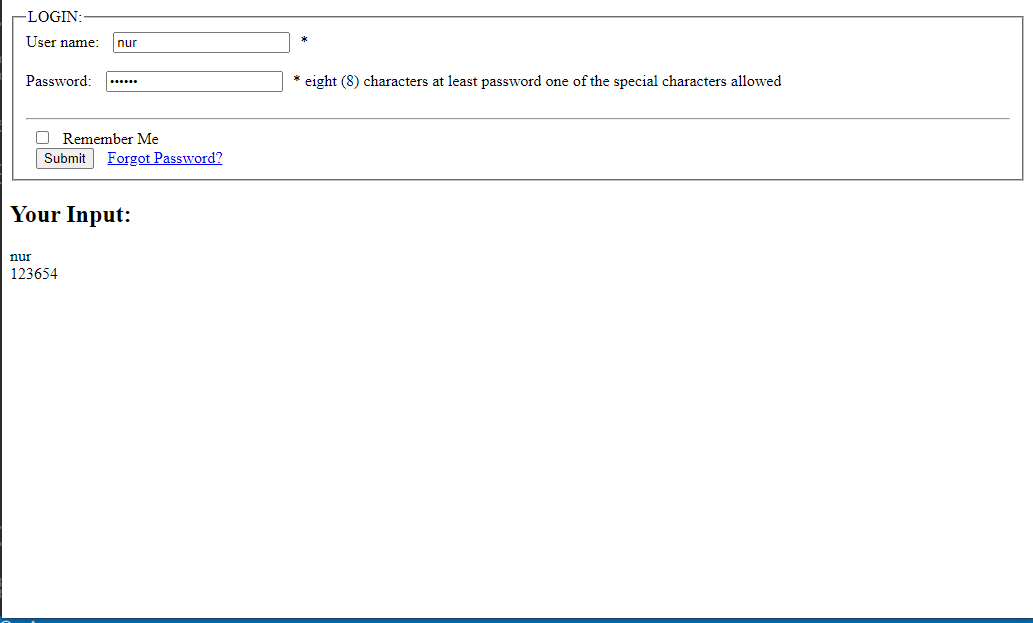 LOGIN:
User name: nur *
Password: •••••• * eight (8) characters at least password one of the special characters allowed
Remember Me
Submit Forgot Password?
Your Input:
nur
123654